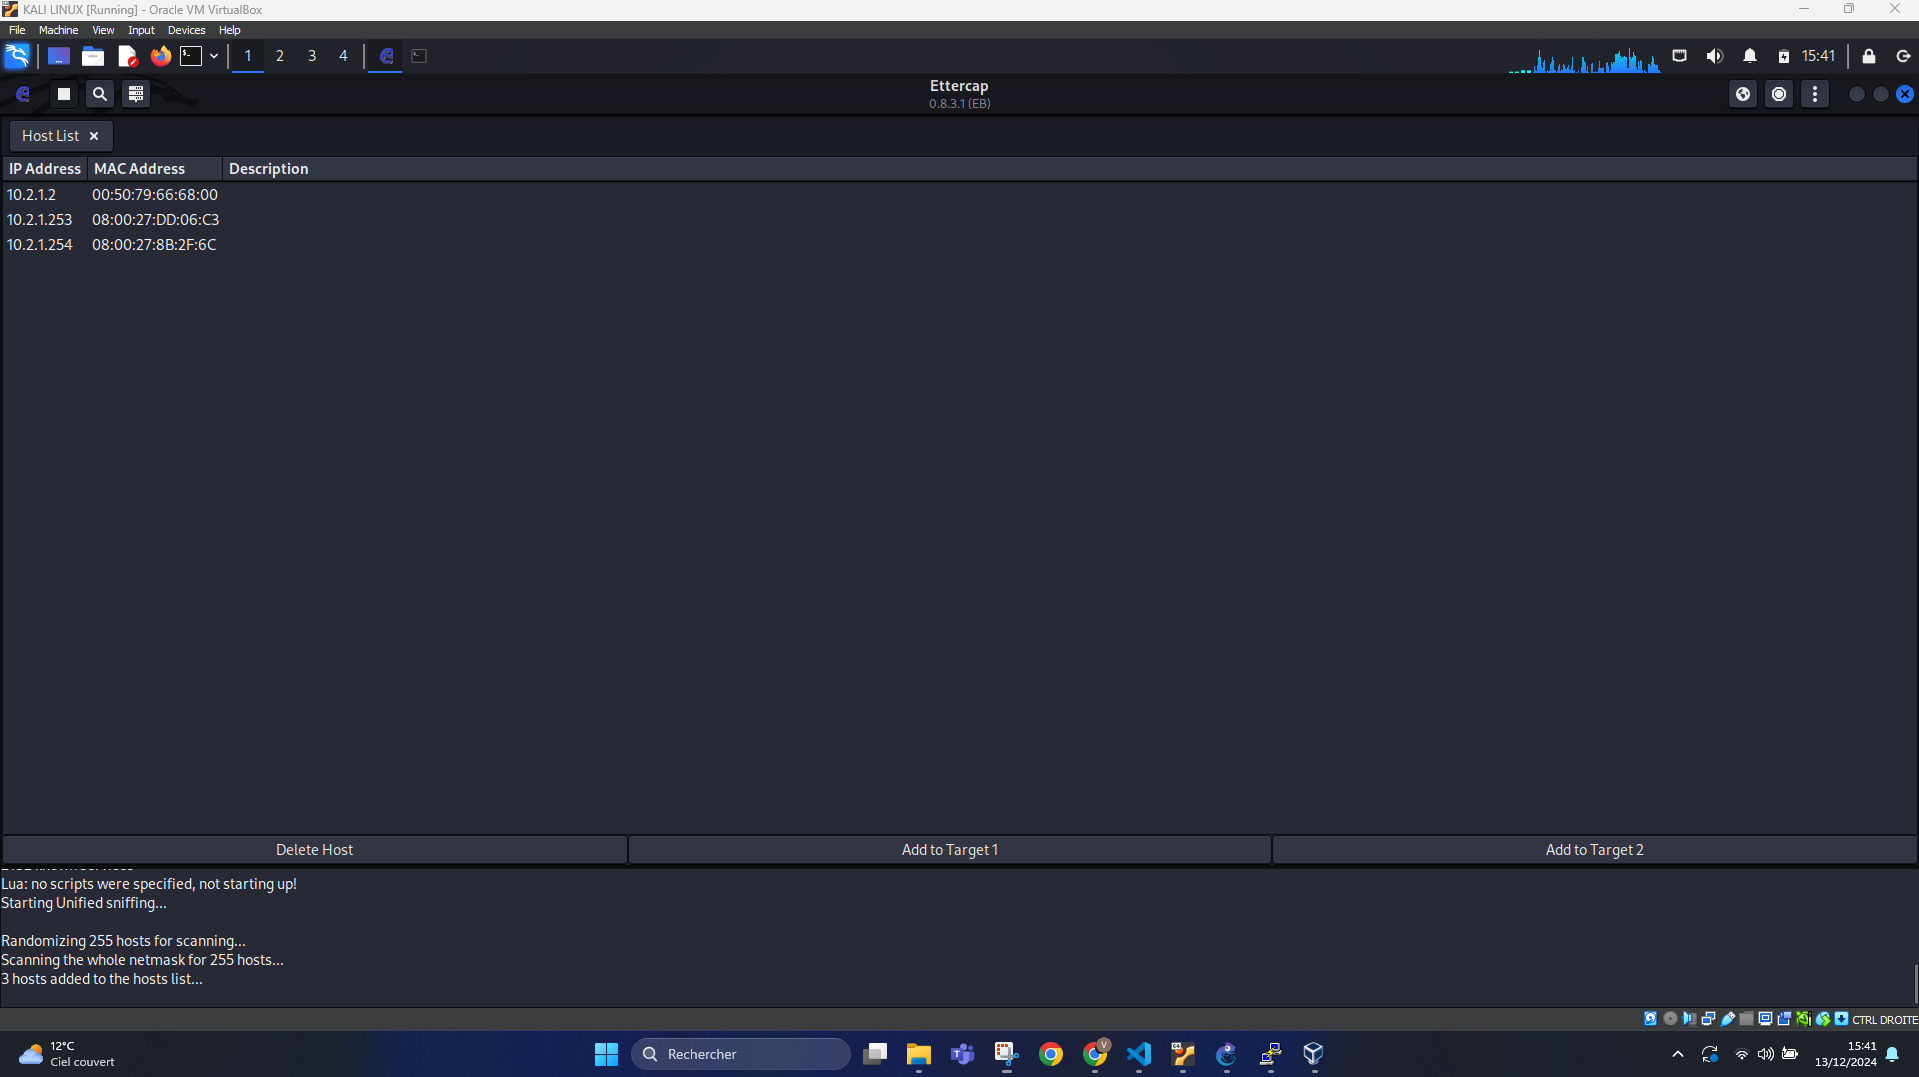 KALI LINUX [Running] - Oracle VM VirtualBox
File Machine View Input Devices Help
1 2 3 4
15:41
Ettercap
0.8.3.1 (EB)
Host List
IP Address MAC Address Description
10.2.1.2 00:50:79:66:68:00
10.2.1.253 08:00:27:DD:06:C3
10.2.1.254 08:00:27:8B:2F:6C
Delete Host Add to Target 1 Add to Target 2
Lua: no scripts were specified, not starting up!
Starting Unified sniffing...
Randomizing 255 hosts for scanning...
Scanning the whole netmask for 255 hosts...
3 hosts added to the hosts list...
CTRL DROITE
12°C
Ciel couvert
Rechercher
15:41
13/12/2024